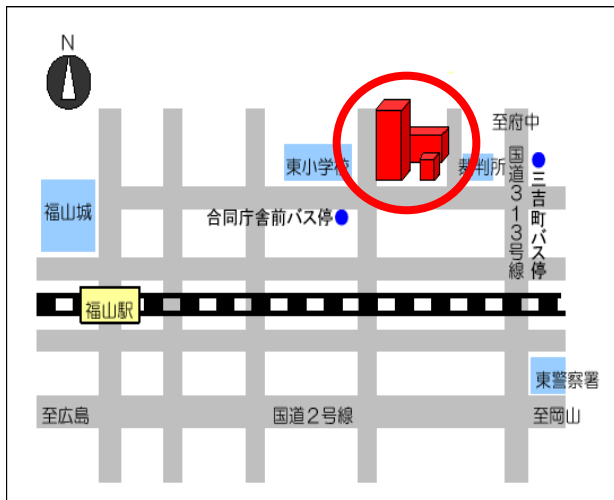 N
至府中
東小学校
裁判所
国道313号線
三吉町バス停
福山城
合同庁舎前バス停
福山駅
東警察署
至広島
国道2号線
至岡山